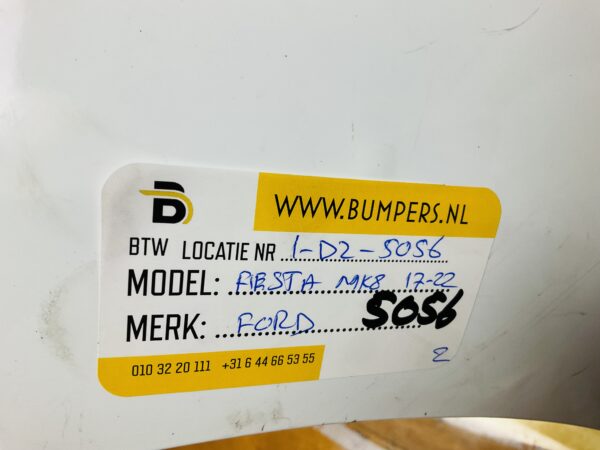 B
WWW.BUMPERS.NL
BTW LOCATIE NR 1-D2-5056
MODEL: FIESTA MK8 17-22
MERK: FORD 5056
2
010 32 20 111 +31 6 44 66 53 55